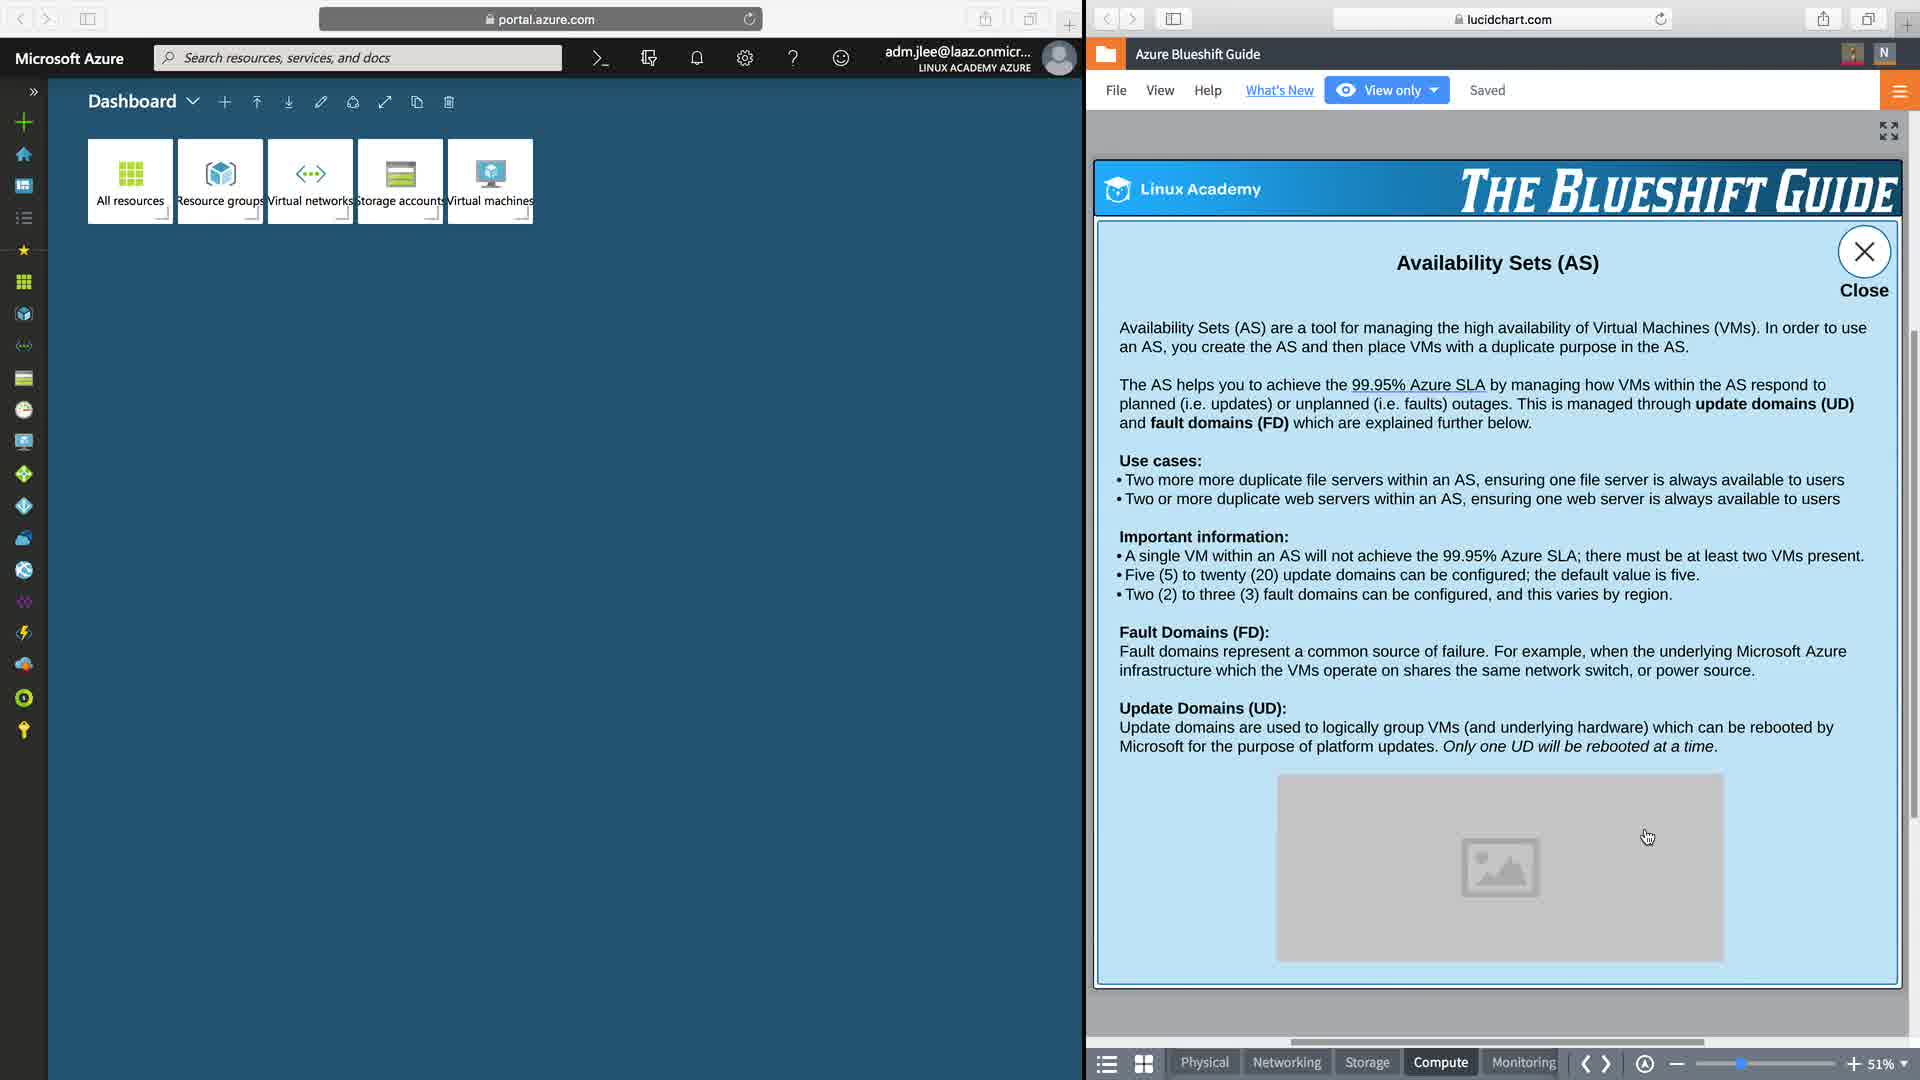 portal.azure.com
Microsoft Azure
Search resources, services, and docs
adm.jlee@laaz.onmicr...
LINUX ACADEMY AZURE
Dashboard
All resources
Resource groups
Virtual networks
Storage accounts
Virtual machines
lucidchart.com
Azure Blueshift Guide
N
File View Help What's New View only Saved
Linux Academy
THE BLUESHIFT GUIDE
Availability Sets (AS)
Close
Availability Sets (AS) are a tool for managing the high availability of Virtual Machines (VMs). In order to use
an AS, you create the AS and then place VMs with a duplicate purpose in the AS.
The AS helps you to achieve the 99.95% Azure SLA by managing how VMs within the AS respond to
planned (i.e. updates) or unplanned (i.e. faults) outages. This is managed through update domains (UD)
and fault domains (FD) which are explained further below.
Use cases:
• Two more more duplicate file servers within an AS, ensuring one file server is always available to users
• Two or more duplicate web servers within an AS, ensuring one web server is always available to users
Important information:
• A single VM within an AS will not achieve the 99.95% Azure SLA; there must be at least two VMs present.
• Five (5) to twenty (20) update domains can be configured; the default value is five.
• Two (2) to three (3) fault domains can be configured, and this varies by region.
Fault Domains (FD):
Fault domains represent a common source of failure. For example, when the underlying Microsoft Azure
infrastructure which the VMs operate on shares the same network switch, or power source.
Update Domains (UD):
Update domains are used to logically group VMs (and underlying hardware) which can be rebooted by
Microsoft for the purpose of platform updates. Only one UD will be rebooted at a time.
Physical Networking Storage Compute Monitoring
51%